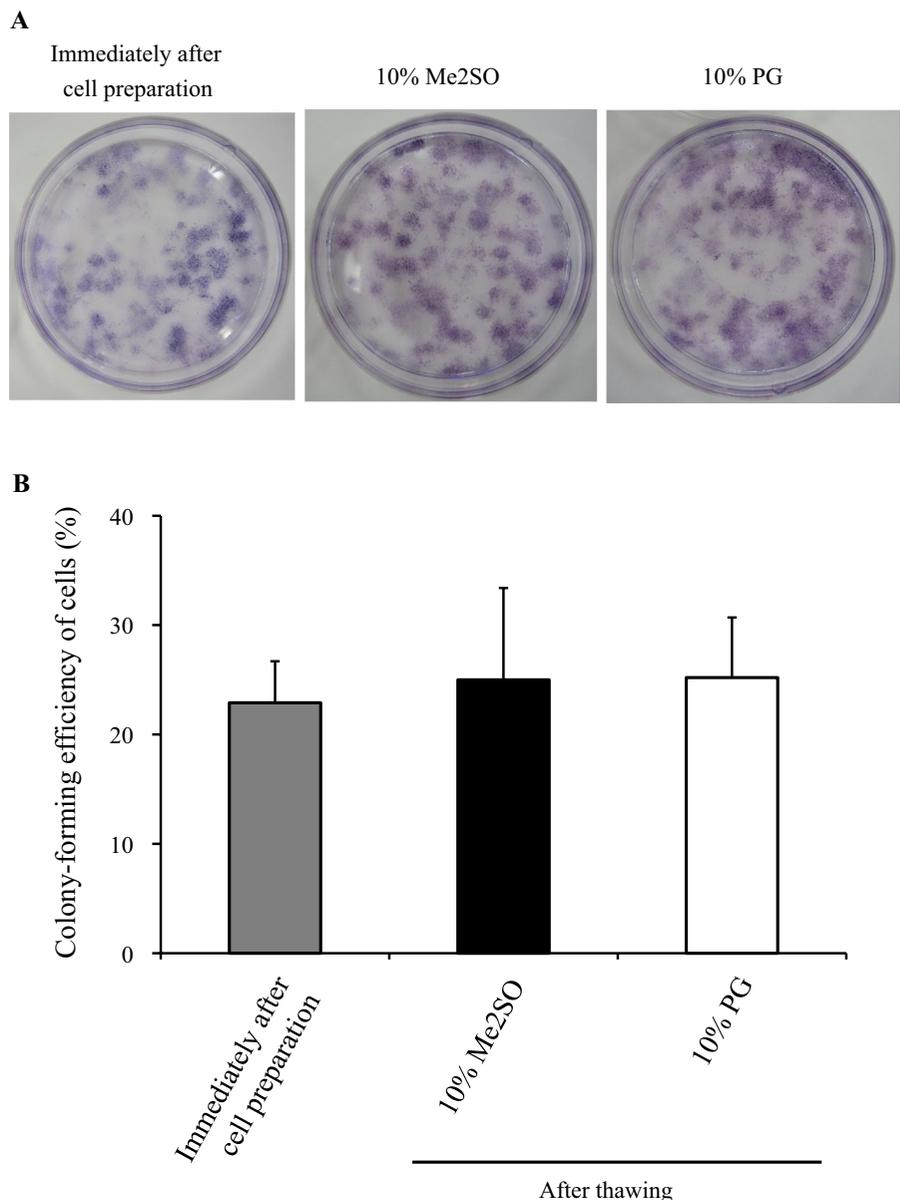 A
Immediately after
cell preparation
10% Me2SO
10% PG
B
Colony-forming efficiency of cells (%)
40
30
20
10
0
Immediately after
cell preparation
10% Me2SO
10% PG
After thawing